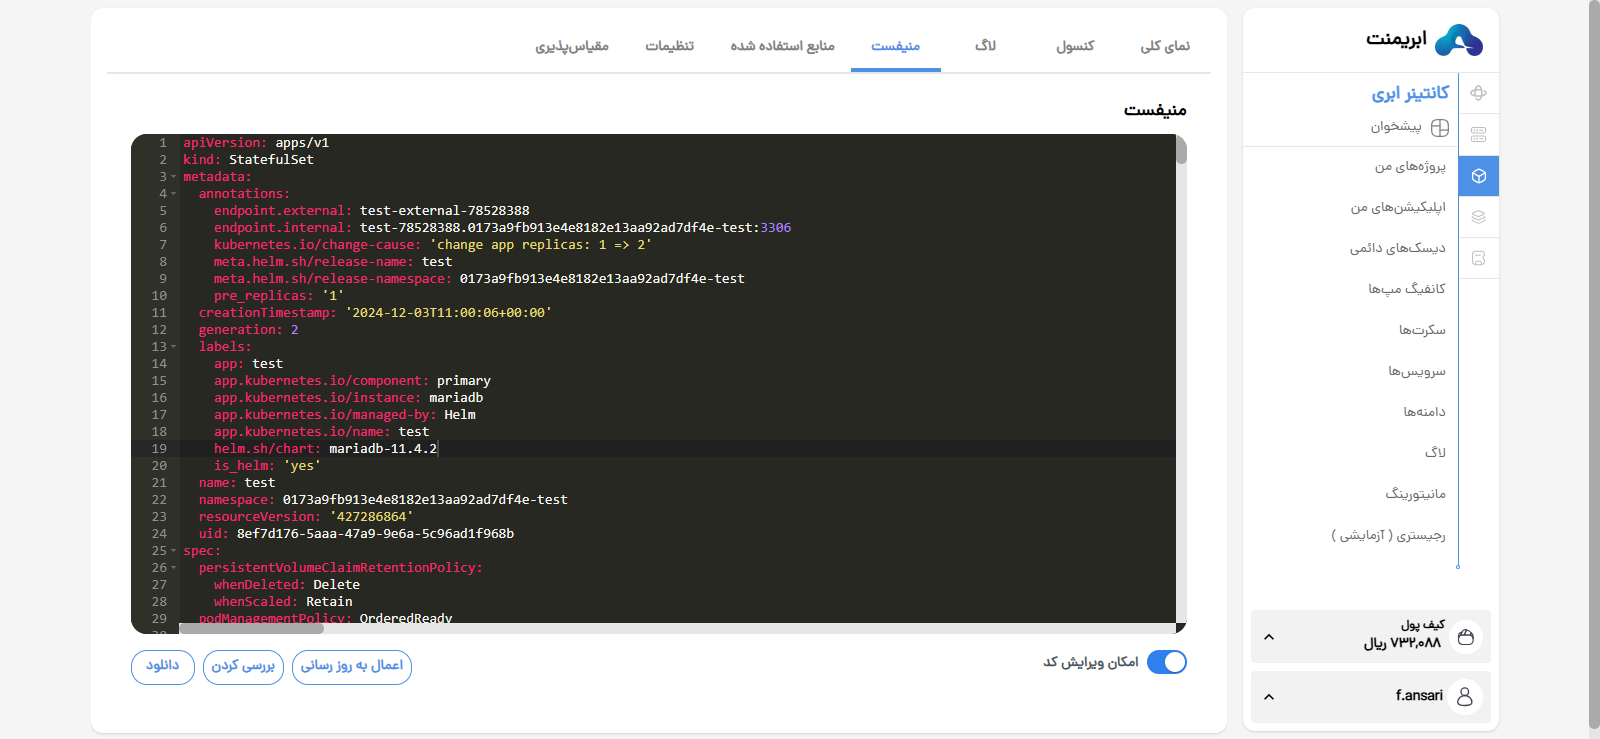 ابریمنت
کانتینر ابری
پیشخوان
پروژه‌های من
اپلیکیشن‌های من
دیسک‌های دائمی
کانفیگ مپ‌ها
سکرت‌ها
سرویس‌ها
دامنه‌ها
لاگ
مانیتورینگ
رجیستری ( آزمایشی )
کیف پول
۷۳۲,۰۸۸ ریال
f.ansari
نمای کلی
کنسول
لاگ
منیفست
منابع استفاده شده
تنظیمات
مقیاس‌پذیری
منیفست
1 apiVersion: apps/v1
2 kind: StatefulSet
3 metadata:
4 annotations:
5 endpoint.external: test-external-78528388
6 endpoint.internal: test-78528388.0173a9fb913e4e8182e13aa92ad7df4e-test:3306
7 kubernetes.io/change-cause: 'change app replicas: 1 => 2'
8 meta.helm.sh/release-name: test
9 meta.helm.sh/release-namespace: 0173a9fb913e4e8182e13aa92ad7df4e-test
10 pre_replicas: '1'
11 creationTimestamp: '2024-12-03T11:00:06+00:00'
12 generation: 2
13 labels:
14 app: test
15 app.kubernetes.io/component: primary
16 app.kubernetes.io/instance: mariadb
17 app.kubernetes.io/managed-by: Helm
18 app.kubernetes.io/name: test
19 helm.sh/chart: mariadb-11.4.2
20 is_helm: 'yes'
21 name: test
22 namespace: 0173a9fb913e4e8182e13aa92ad7df4e-test
23 resourceVersion: '427286864'
24 uid: 8ef7d176-5aaa-47a9-9e6a-5c96ad1f968b
25 spec:
26 persistentVolumeClaimRetentionPolicy:
27 whenDeleted: Delete
28 whenScaled: Retain
29 podManagementPolicy: OrderedReady
30
امکان ویرایش کد
اعمال به روز رسانی
بررسی کردن
دانلود